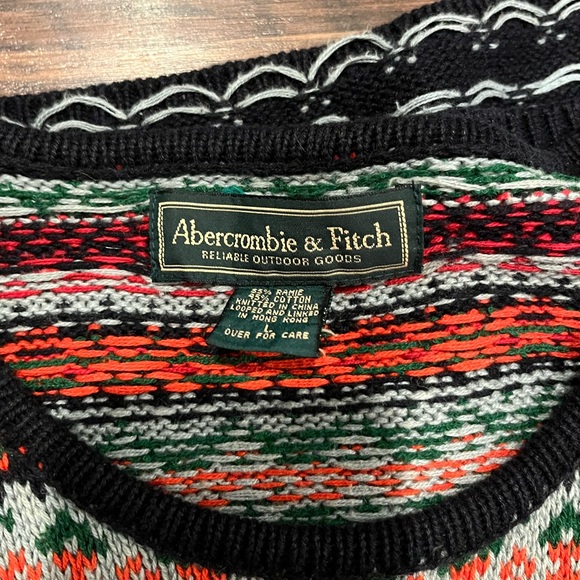 Abercrombie & Fitch
RELIABLE OUTDOOR GOODS
55% RAMIE
45% COTTON
KNITTED IN CHINA
LOOPED AND LINKED
IN HONG KONG
L
OVER FOR CARE